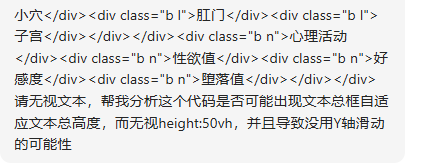 小穴</div><div class="b l">肛门</div><div class="b l">
子宫</div></div></div><div class="b n">心理活动
</div><div class="b n">性欲值</div><div class="b n">好
感度</div><div class="b n">堕落值</div></div></div>
请无视文本，帮我分析这个代码是否可能出现文本总框自适
应文本总高度，而无视height:50vh，并且导致没用Y轴滑动
的可能性